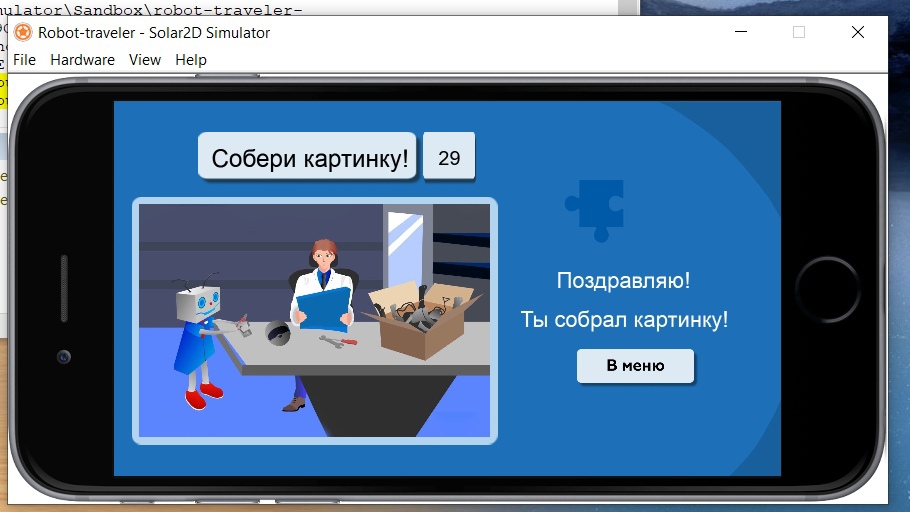 mulator\Sandbox\robot-traveler-
Robot-traveler - Solar2D Simulator
File Hardware View Help
Собери картинку! 29
Поздравляю!
Ты собрал картинку!
В меню